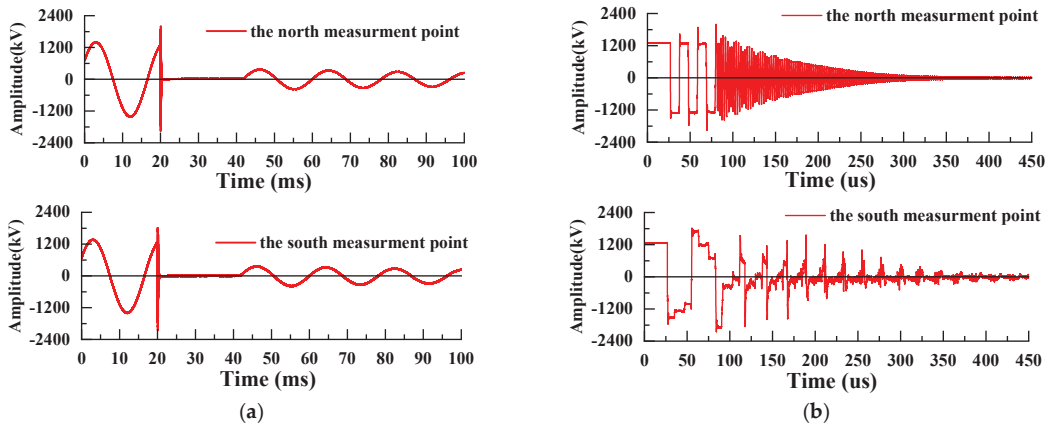 2400
1200
0
-1200
-2400
Amplitude(kV)
the north measurment point
0 10 20 30 40 50 60 70 80 90 100
Time (ms)
2400
1200
0
-1200
-2400
Amplitude(kV)
the south measurment point
0 10 20 30 40 50 60 70 80 90 100
Time (ms)
(a)
2400
1200
0
-1200
-2400
Amplitude(kV)
the north measurment point
0 50 100 150 200 250 300 350 400 450
Time (us)
2400
1200
0
-1200
-2400
Amplitude(kV)
the south measurment point
0 50 100 150 200 250 300 350 400 450
Time (us)
(b)